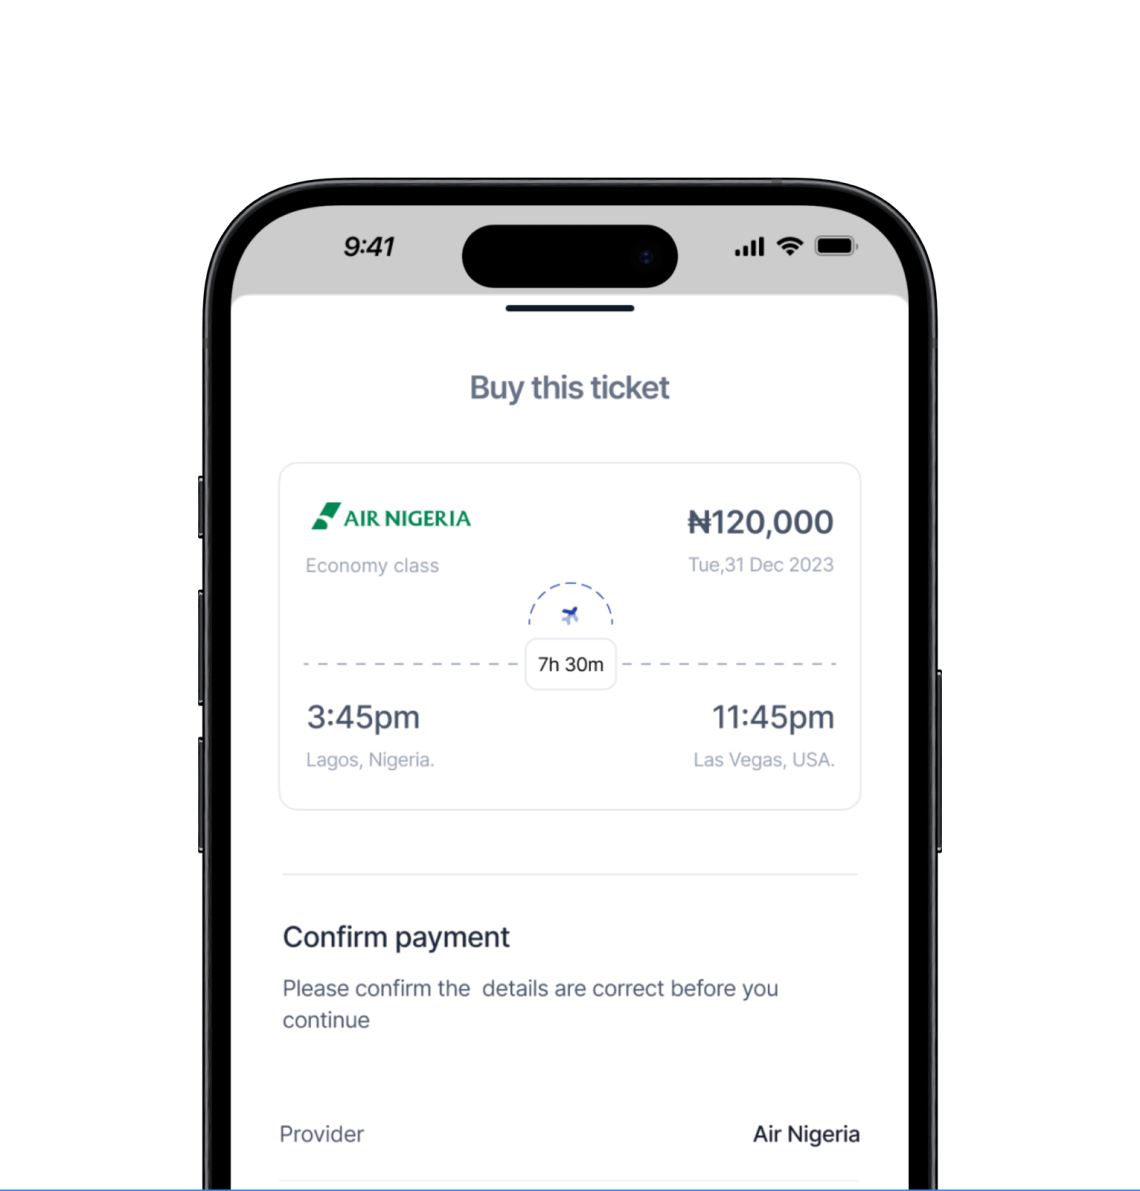 9:41
Buy this ticket
AIR NIGERIA
₦120,000
Economy class
Tue,31 Dec 2023
7h 30m
3:45pm
11:45pm
Lagos, Nigeria.
Las Vegas, USA.
Confirm payment
Please confirm the  details are correct before you
continue
Provider
Air Nigeria